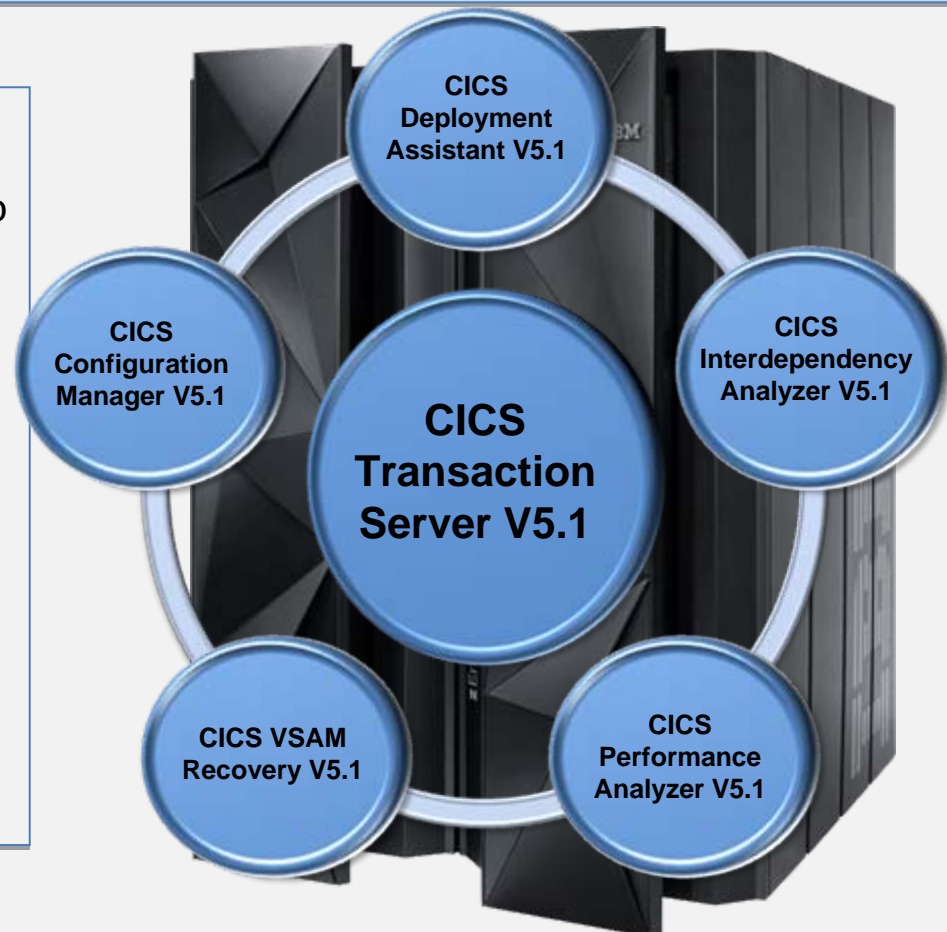 CICS
Deployment
Assistant V5.1
IBM
CICS
Configuration
Manager V5.1
CICS
Interdependency
Analyzer V5.1
CICS
Transaction
Server V5.1
CICS VSAM
Recovery V5.1
CICS
Performance
Analyzer V5.1